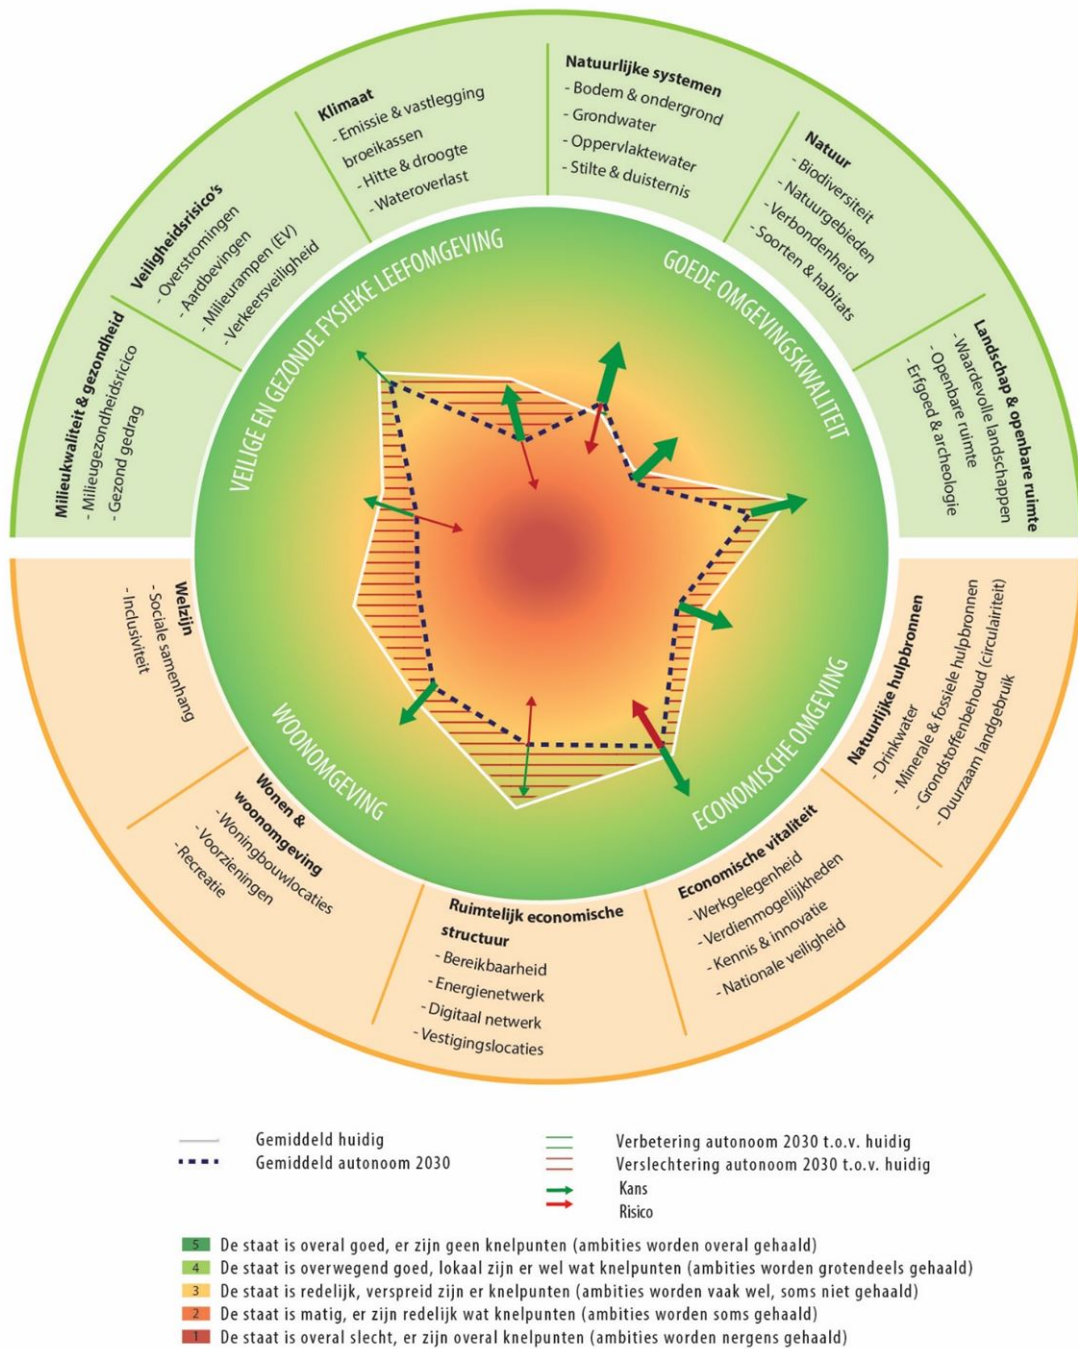 Milieukwaliteit & gezondheid
- Milieugezondheidsricico
- Gezond gedrag
Veiligheidsrisico's
- Overstromingen
- Aardbevingen
- Milieurampen (EV)
- Verkeersveiligheid
Klimaat
- Emissie & vastlegging
broeikassen
- Hitte & droogte
- Wateroverlast
Natuurlijke systemen
- Bodem & ondergrond
- Grondwater
- Oppervlaktewater
- Stilte & duisternis
Natuur
- Biodiversiteit
- Natuurgebieden
- Verbondenheid
- Soorten & habitats
Landschap & openbare ruimte
- Waardevolle landschappen
- Openbare ruimte
- Erfgoed & archeologie
VEILIGE EN GEZONDE FYSIEKE LEEFOMGEVING
GOEDE OMGEVINGSKWALITEIT
WOONOMGEVING
ECONOMISCHE OMGEVING
Natuurlijke hulpbronnen
- Drinkwater
- Minerale & fossiele hulpbronnen
- Grondstoffenbehoud (circulairiteit)
- Duurzaam landgebruik
Economische vitaliteit
- Werkgelegenheid
- Verdienmogelijjkheden
- Kennis & innovatie
- Nationale veiligheid
Ruimtelijk economische
structuur
- Bereikbaarheid
- Energienetwerk
- Digitaal netwerk
- Vestigingslocaties
Wonen &
woonomgeving
- Woningbouwlocaties
- Voorzieningen
- Recreatie
Welzijn
- Sociale samenhang
- Inclusiviteit
Gemiddeld huidig
Gemiddeld autonoom 2030
Verbetering autonoom 2030 t.o.v. huidig
Verslechtering autonoom 2030 t.o.v. huidig
Kans
Risico
5 De staat is overal goed, er zijn geen knelpunten (ambities worden overal gehaald)
4 De staat is overwegend goed, lokaal zijn er wel wat knelpunten (ambities worden grotendeels gehaald)
3 De staat is redelijk, verspreid zijn er knelpunten (ambities worden vaak wel, soms niet gehaald)
2 De staat is matig, er zijn redelijk wat knelpunten (ambities worden soms gehaald)
1 De staat is overal slecht, er zijn overal knelpunten (ambities worden nergens gehaald)